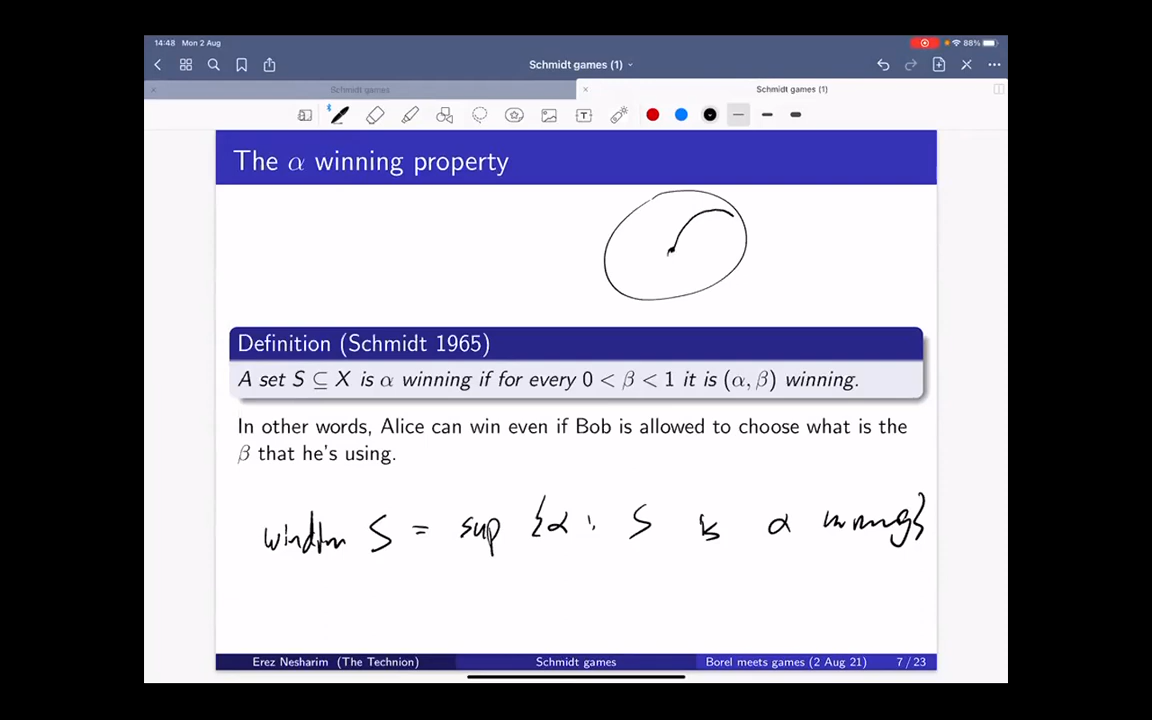 14:48 Mon 2 Aug
88%
Schmidt games (1)
Schmidt games
Schmidt games (1)
T
The α winning property
Definition (Schmidt 1965)
A set S ⊆ X is α winning if for every 0 < β < 1 it is (α, β) winning.
In other words, Alice can win even if Bob is allowed to choose what is the
β that he's using.
windim S = sup {α : S is α winning}
Erez Nesharim (The Technion)
Schmidt games
Borel meets games (2 Aug 21)
7 / 23